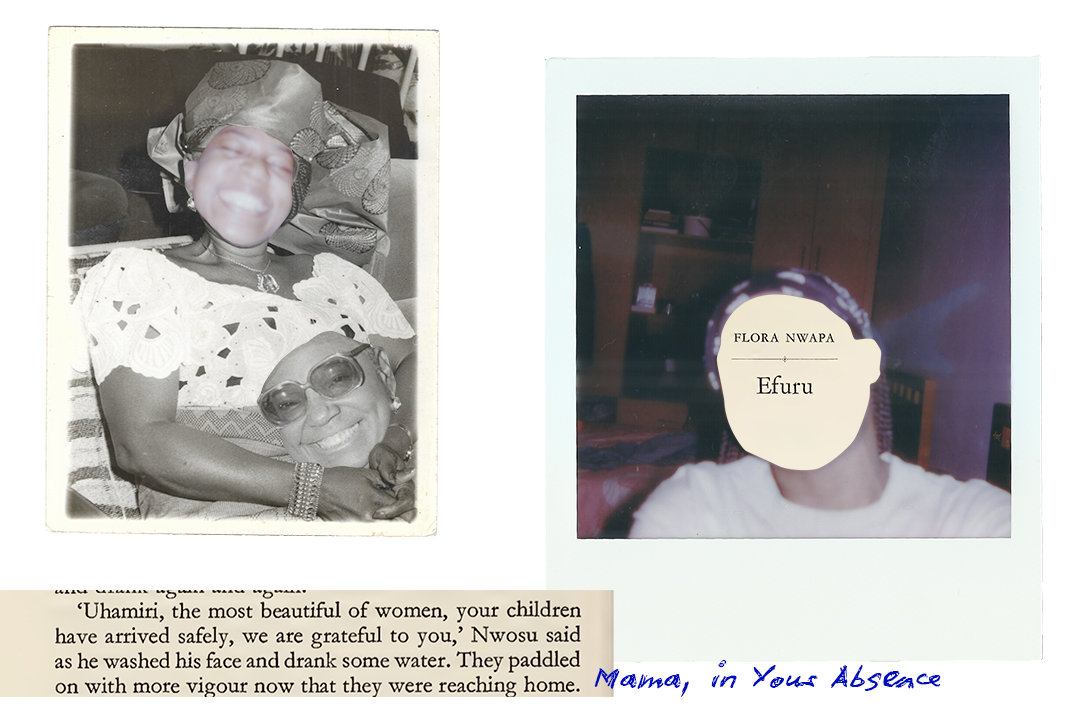 FLORA NWAPA
Efuru
and drank again and again.
‘Uhamiri, the most beautiful of women, your children
have arrived safely, we are grateful to you,’ Nwosu said
as he washed his face and drank some water. They paddled
on with more vigour now that they were reaching home.
Mama, in Your Absence